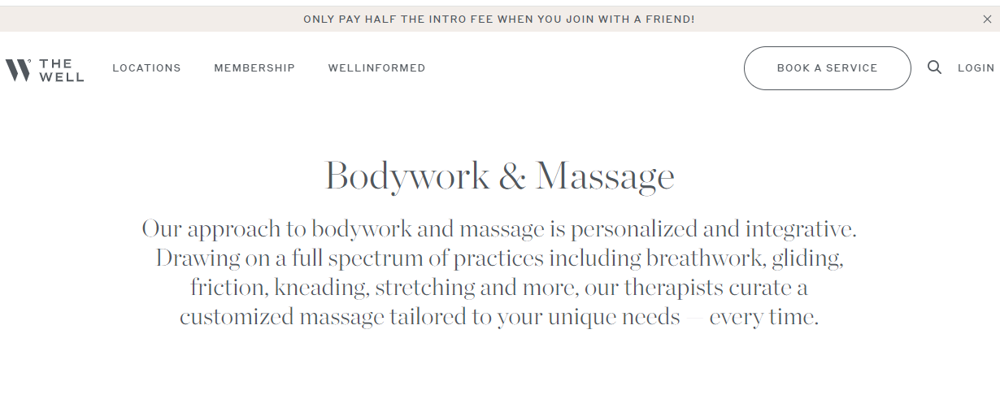 ONLY PAY HALF THE INTRO FEE WHEN YOU JOIN WITH A FRIEND!
THE
WELL
LOCATIONS
MEMBERSHIP
WELLINFORMED
BOOK A SERVICE
LOGIN
Bodywork & Massage
Our approach to bodywork and massage is personalized and integrative.
Drawing on a full spectrum of practices including breathwork, gliding,
friction, kneading, stretching and more, our therapists curate a
customized massage tailored to your unique needs — every time.